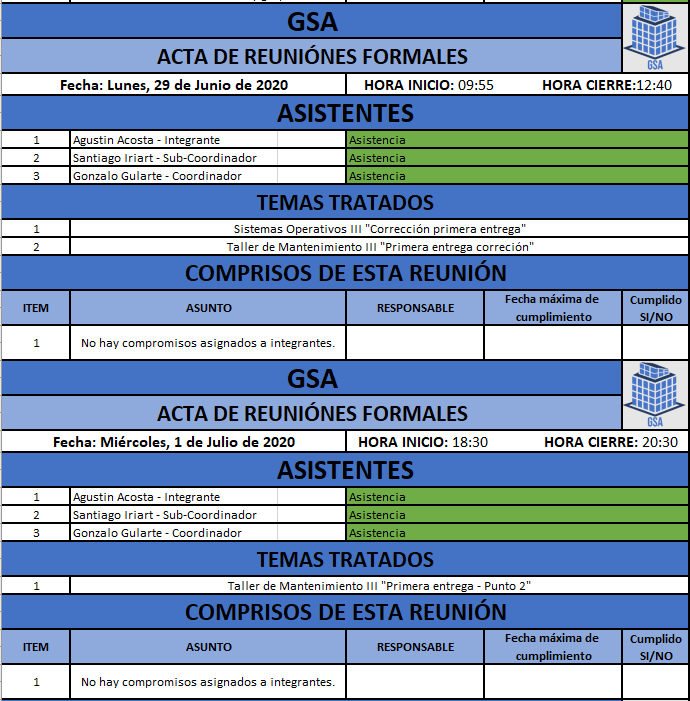 GSA
ACTA DE REUNIÓNES FORMALES
GSA
Fecha: Lunes, 29 de Junio de 2020 HORA INICIO: 09:55 HORA CIERRE:12:40
ASISTENTES
1 Agustin Acosta - Integrante Asistencia
2 Santiago Iriart - Sub-Coordinador Asistencia
3 Gonzalo Gularte - Coordinador Asistencia
TEMAS TRATADOS
1 Sistemas Operativos III "Corrección primera entrega"
2 Taller de Mantenimiento III "Primera entrega correción"
COMPRISOS DE ESTA REUNIÓN
ITEM ASUNTO RESPONSABLE Fecha máxima de cumplimiento Cumplido SI/NO
1 No hay compromisos asignados a integrantes.
GSA
ACTA DE REUNIÓNES FORMALES
GSA
Fecha: Miércoles, 1 de Julio de 2020 HORA INICIO: 18:30 HORA CIERRE: 20:30
ASISTENTES
1 Agustin Acosta - Integrante Asistencia
2 Santiago Iriart - Sub-Coordinador Asistencia
3 Gonzalo Gularte - Coordinador Asistencia
TEMAS TRATADOS
1 Taller de Mantenimiento III "Primera entrega - Punto 2"
COMPRISOS DE ESTA REUNIÓN
ITEM ASUNTO RESPONSABLE Fecha máxima de cumplimiento Cumplido SI/NO
1 No hay compromisos asignados a integrantes.